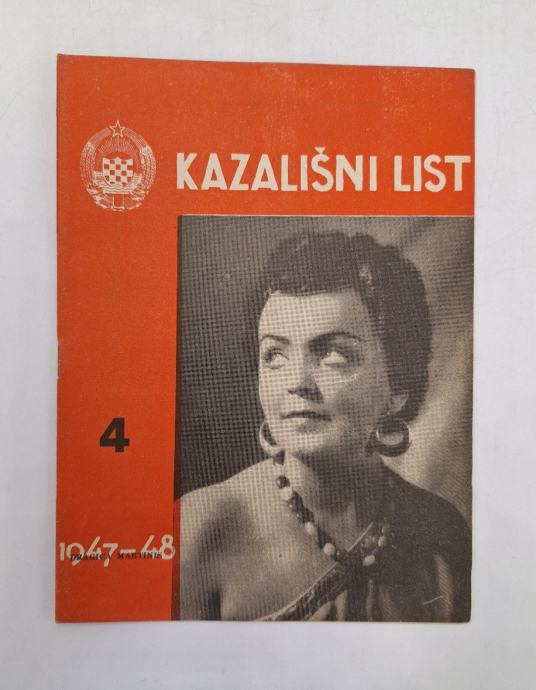 KAZALIŠNI LIST
4
1947-48
DRAGICA MARTINIS